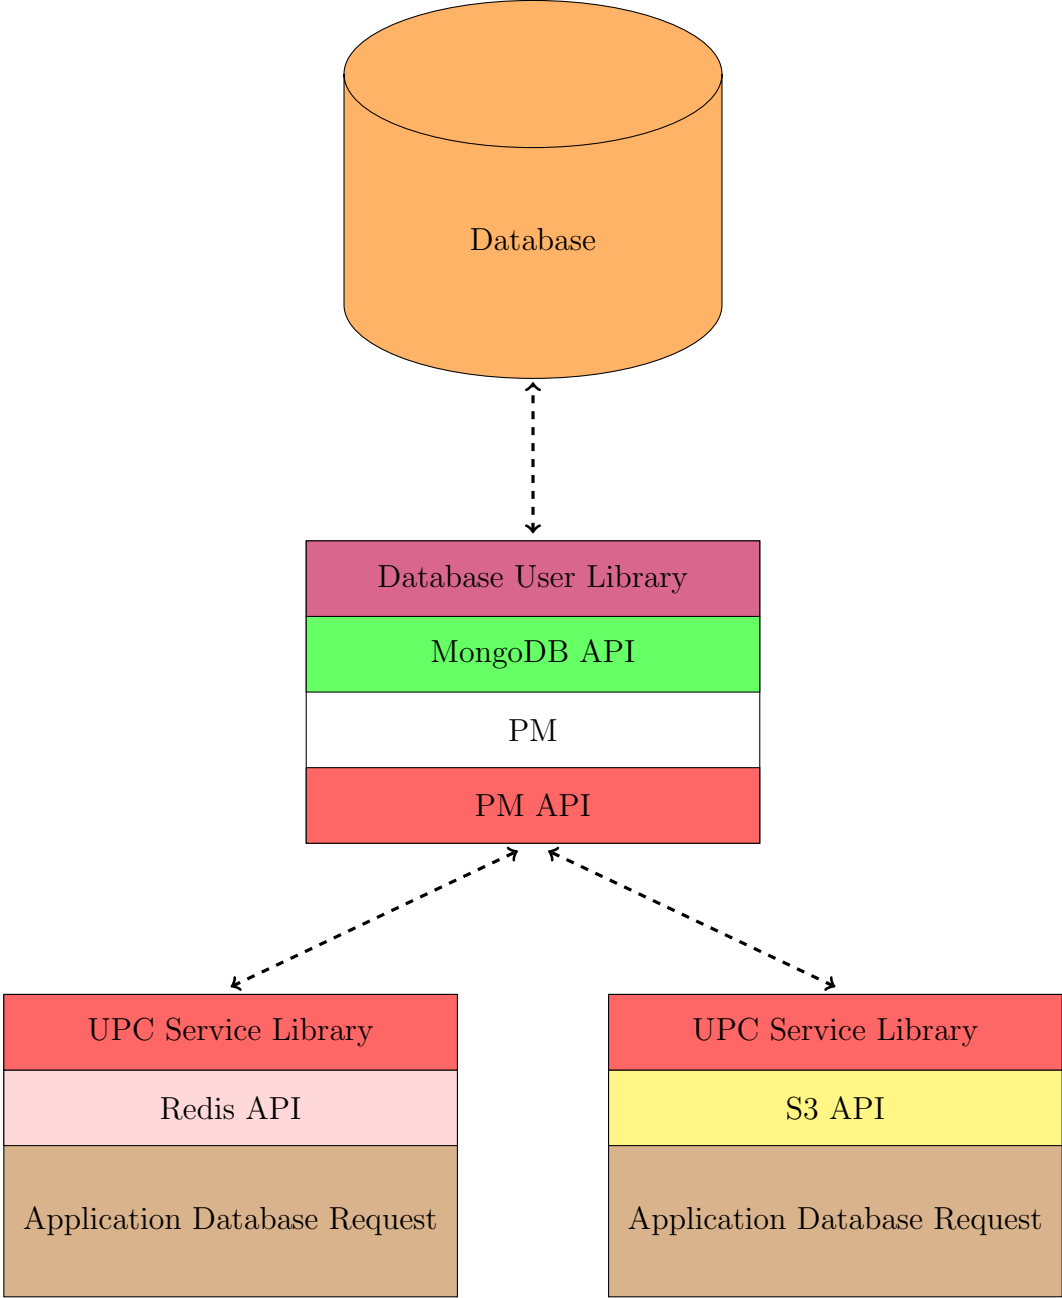 Database
Database User Library
MongoDB API
PM
PM API
UPC Service Library
Redis API
Application Database Request
UPC Service Library
S3 API
Application Database Request